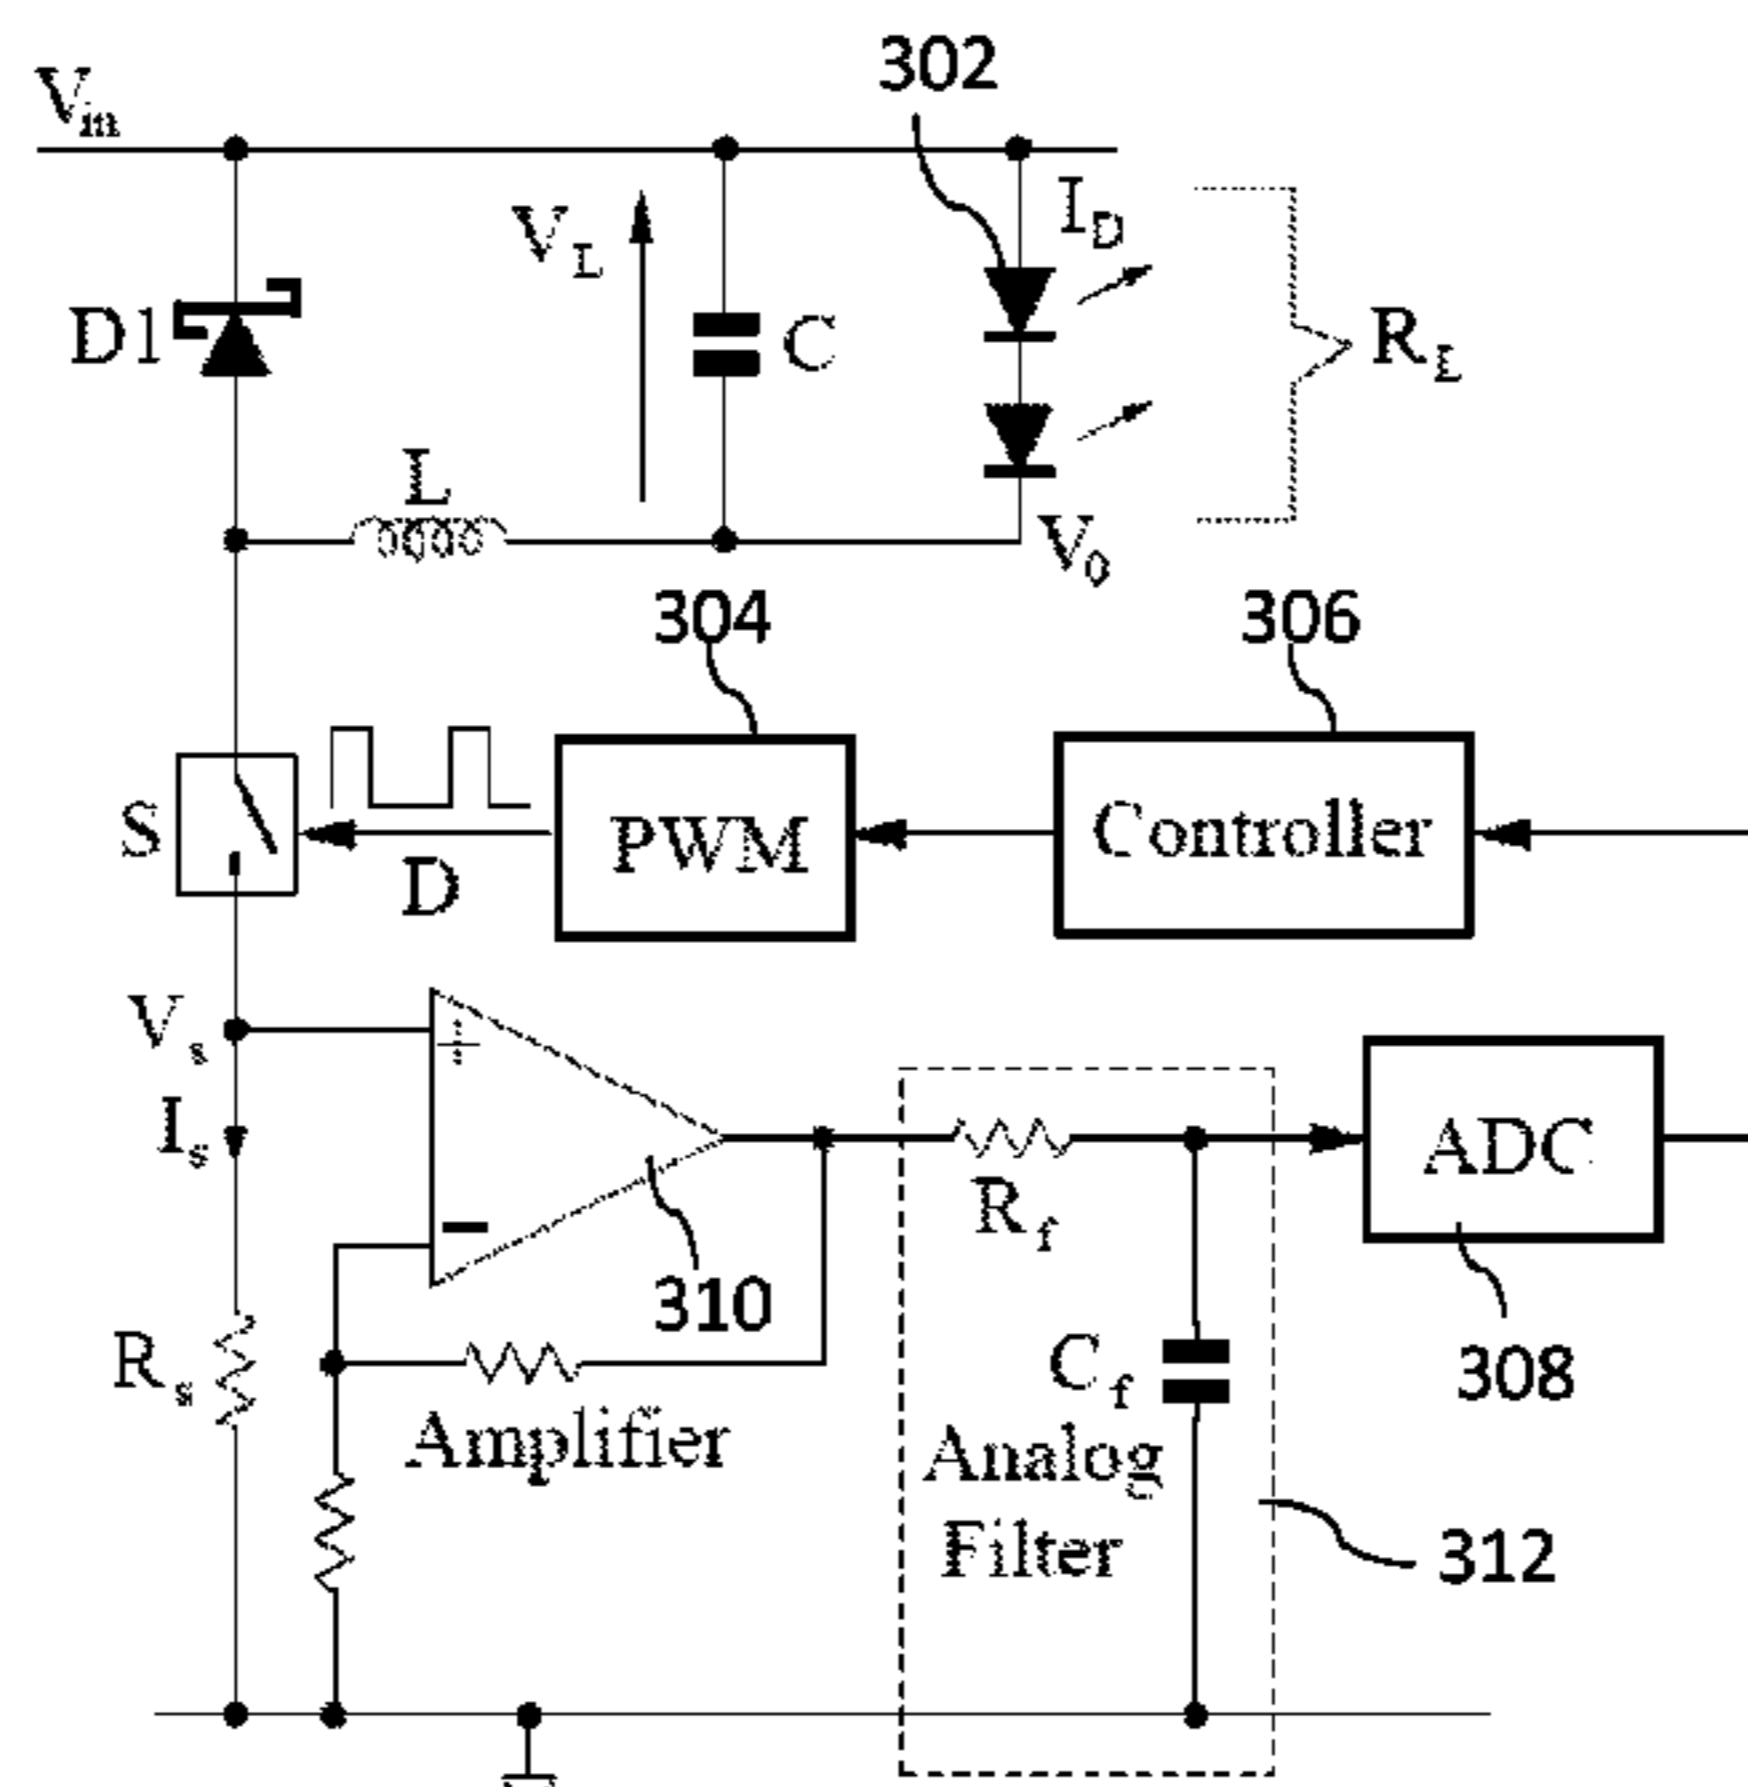 302
Vin
ID
VL
D1
C
RL
L
V0
304
306
S
PWM
Controller
D
Vs
+
Is
ADC
Rf
−
310
Rs
Cf
308
Amplifier
Analog
Filter
312